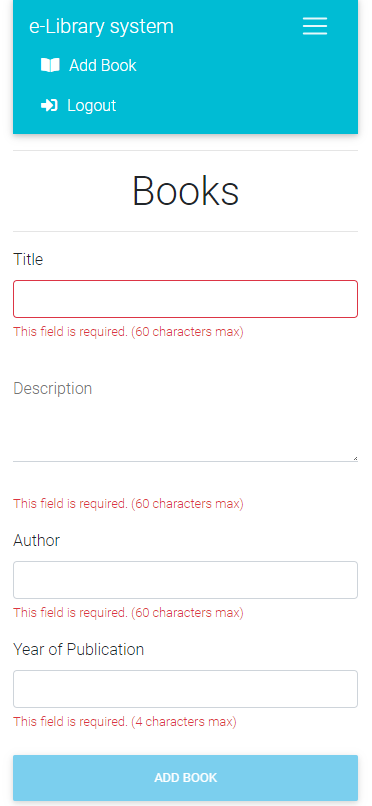 e-Library system
Add Book
Logout
Books
Title
This field is required. (60 characters max)
Description
This field is required. (60 characters max)
Author
This field is required. (60 characters max)
Year of Publication
This field is required. (4 characters max)
ADD BOOK